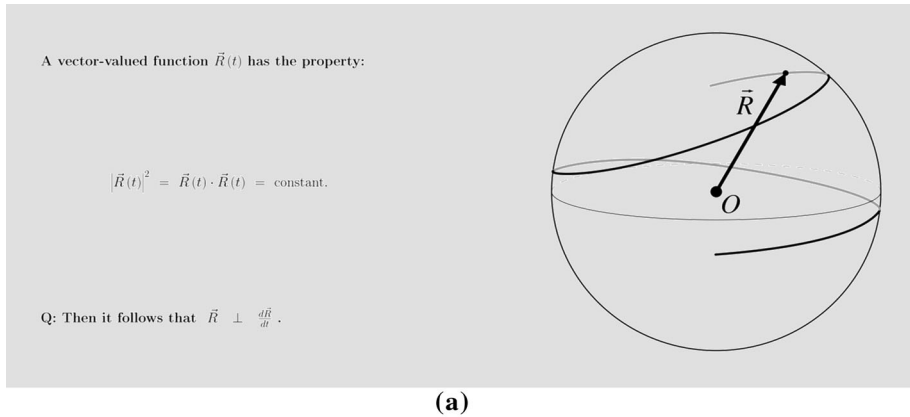 A vector-valued function $\vec{R}(t)$ has the property:
$\left|\vec{R}(t)\right|^2 = \vec{R}(t) \cdot \vec{R}(t) = \text{constant.}$
Q: Then it follows that $\vec{R} \perp \frac{d\vec{R}}{dt}$ .
$\vec{R}$
O
(a)